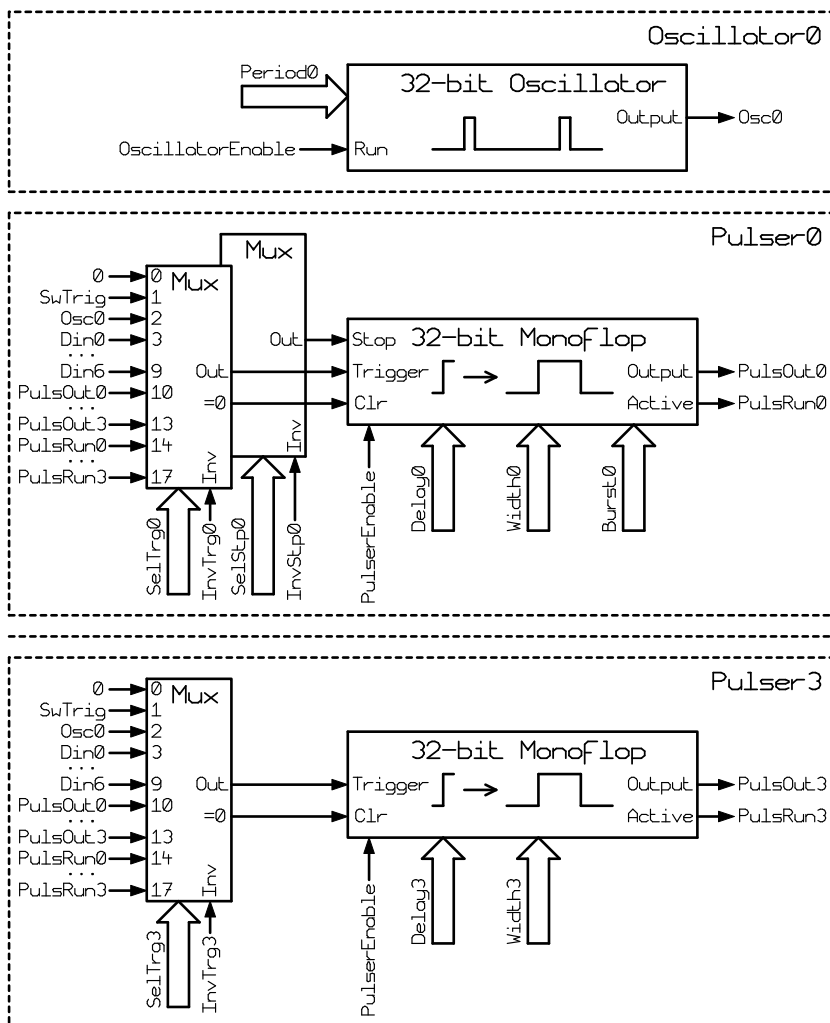 Oscillator0
Period0
32-bit Oscillator
Output
Osc0
OscillatorEnable
Run
Pulser0
Mux
Mux
0
0
SwTrig
1
Osc0
2
Din0
3
...
Din6
9
PulsOut0
10
...
PulsOut3
13
PulsRun0
14
...
PulsRun3
17
Out
=0
Inv
Out
Inv
SelTrg0
InvTrg0
SelStp0
InvStp0
32-bit Monoflop
Stop
Trigger
Clr
Output
Active
PulsOut0
PulsRun0
PulserEnable
Delay0
Width0
Burst0
Pulser3
Mux
0
0
SwTrig
1
Osc0
2
Din0
3
...
Din6
9
PulsOut0
10
...
PulsOut3
13
PulsRun0
14
...
PulsRun3
17
Out
=0
Inv
SelTrg3
InvTrg3
32-bit Monoflop
Trigger
Clr
Output
Active
PulsOut3
PulsRun3
PulserEnable
Delay3
Width3